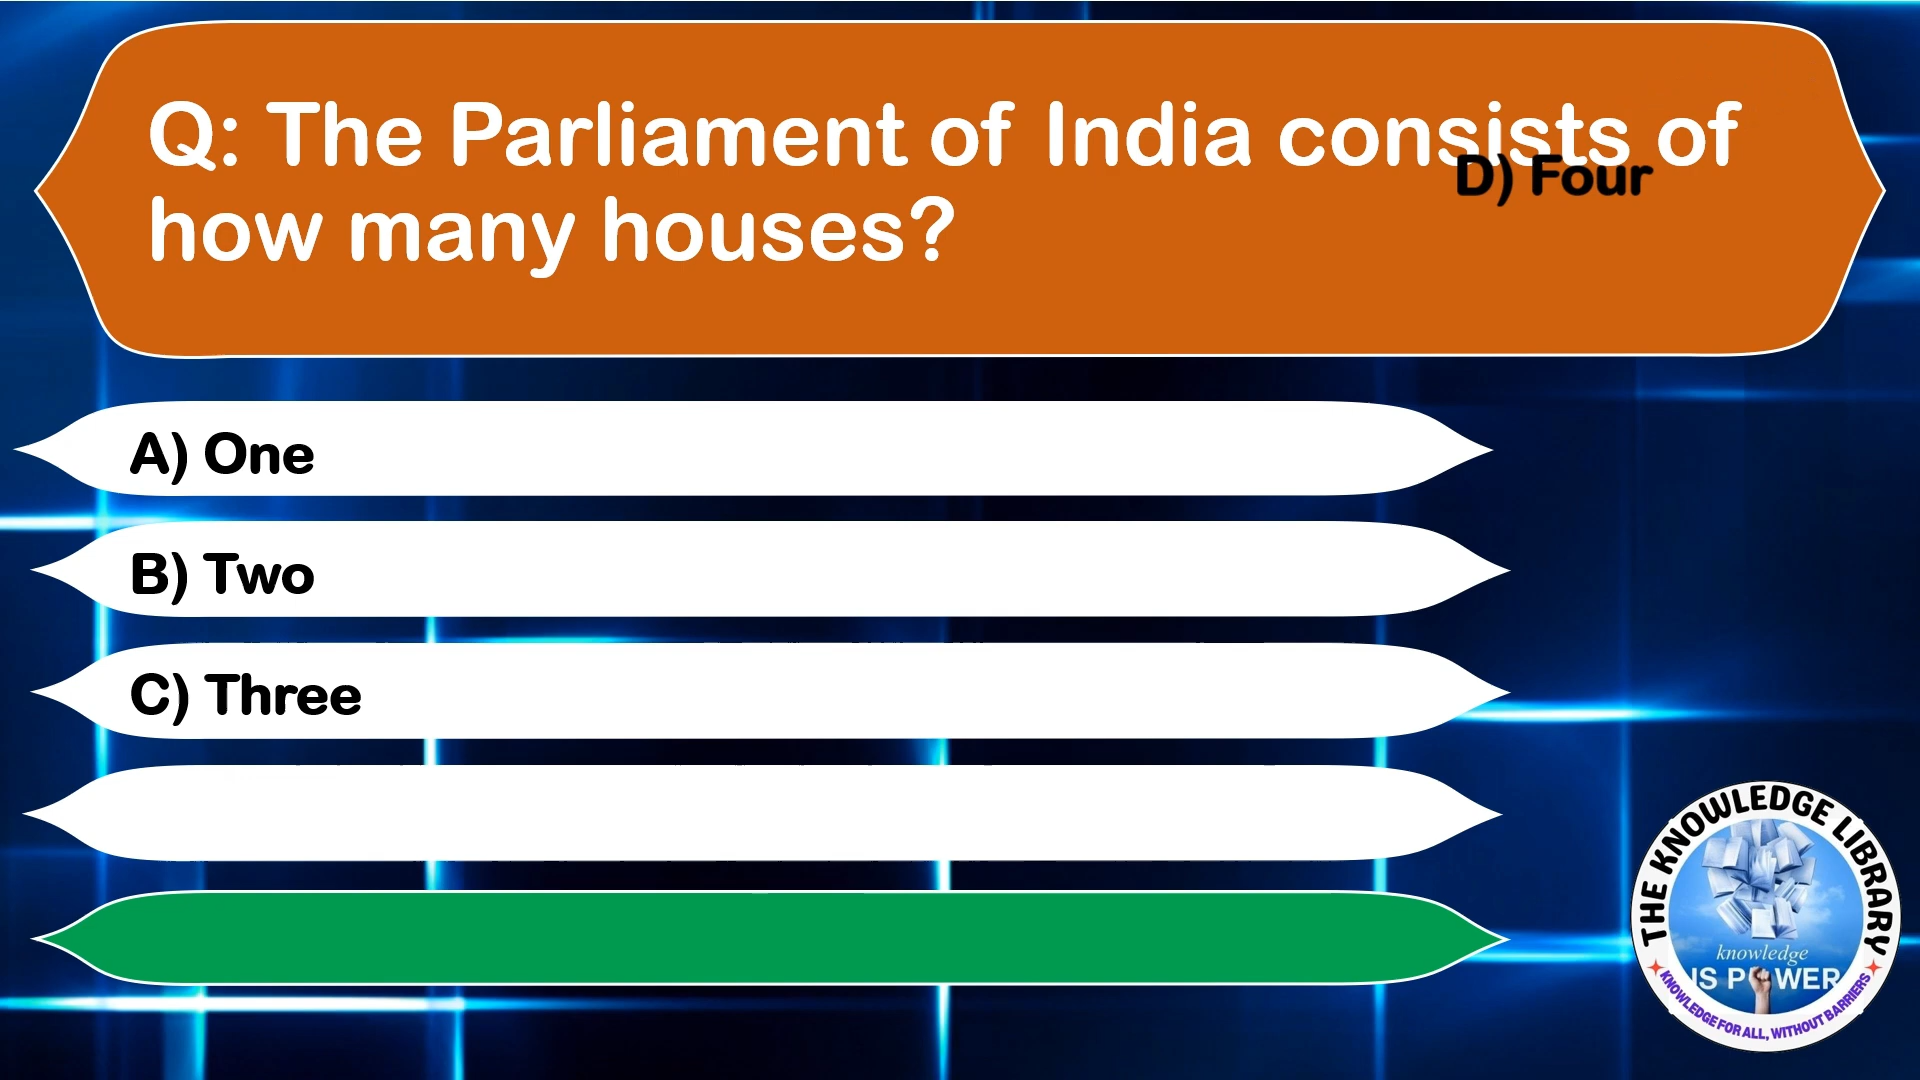 Q: The Parliament of India consists of
how many houses?
D) Four
A) One
B) Two
C) Three
THE KNOWLEDGE LIBRARY
knowledge
IS POWER
KNOWLEDGE FOR ALL, WITHOUT BARRIERS